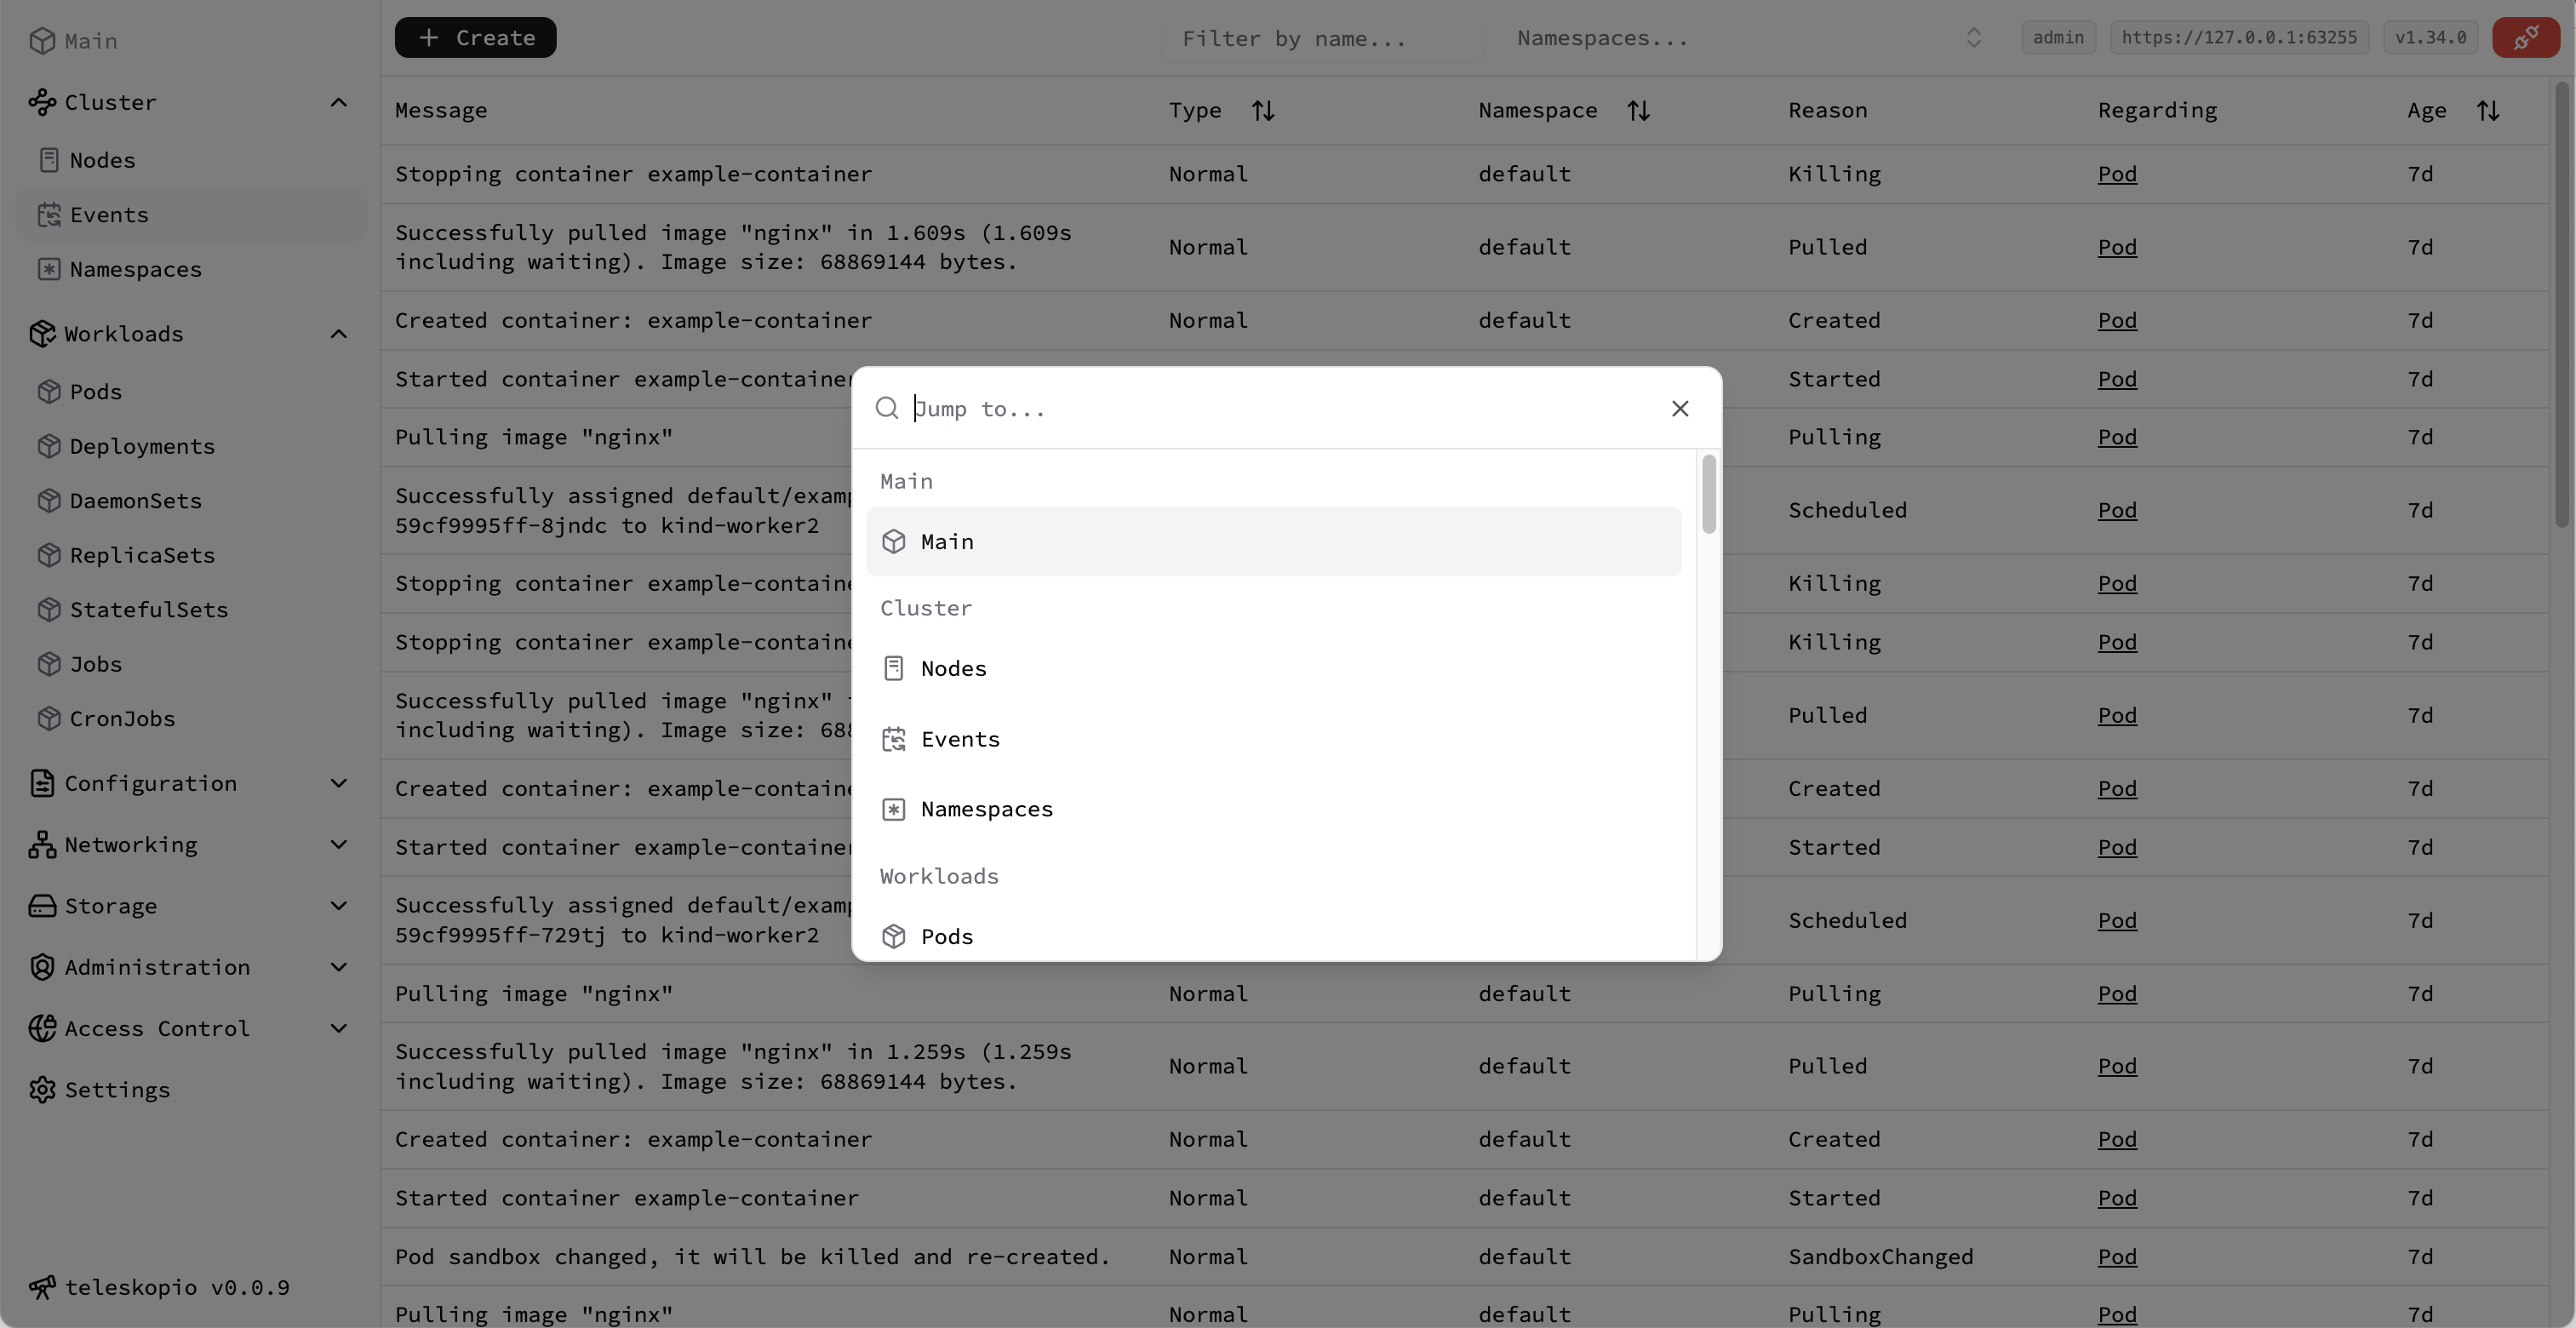 Main
Cluster
Nodes
Events
Namespaces
Workloads
Pods
Deployments
DaemonSets
ReplicaSets
StatefulSets
Jobs
CronJobs
Configuration
Networking
Storage
Administration
Access Control
Settings
teleskopio v0.0.9
Create Filter by name... Namespaces... admin https://127.0.0.1:63255 v1.34.0
Message Type Namespace Reason Regarding Age
Stopping container example-container Normal default Killing Pod 7d
Successfully pulled image "nginx" in 1.609s (1.609s
including waiting). Image size: 68869144 bytes. Normal default Pulled Pod 7d
Created container: example-container Normal default Created Pod 7d
Started container example-container Started Pod 7d
Pulling image "nginx" Pulling Pod 7d
Successfully assigned default/examp
59cf9995ff-8jndc to kind-worker2 Scheduled Pod 7d
Stopping container example-containe Killing Pod 7d
Stopping container example-containe Killing Pod 7d
Successfully pulled image "nginx"
including waiting). Image size: 688 Pulled Pod 7d
Created container: example-containe Created Pod 7d
Started container example-container Started Pod 7d
Successfully assigned default/examp
59cf9995ff-729tj to kind-worker2 Scheduled Pod 7d
Pulling image "nginx" Normal default Pulling Pod 7d
Successfully pulled image "nginx" in 1.259s (1.259s
including waiting). Image size: 68869144 bytes. Normal default Pulled Pod 7d
Created container: example-container Normal default Created Pod 7d
Started container example-container Normal default Started Pod 7d
Pod sandbox changed, it will be killed and re-created. Normal default SandboxChanged Pod 7d
Pulling image "nginx" Normal default Pulling Pod 7d
Jump to...
Main
Main
Cluster
Nodes
Events
Namespaces
Workloads
Pods